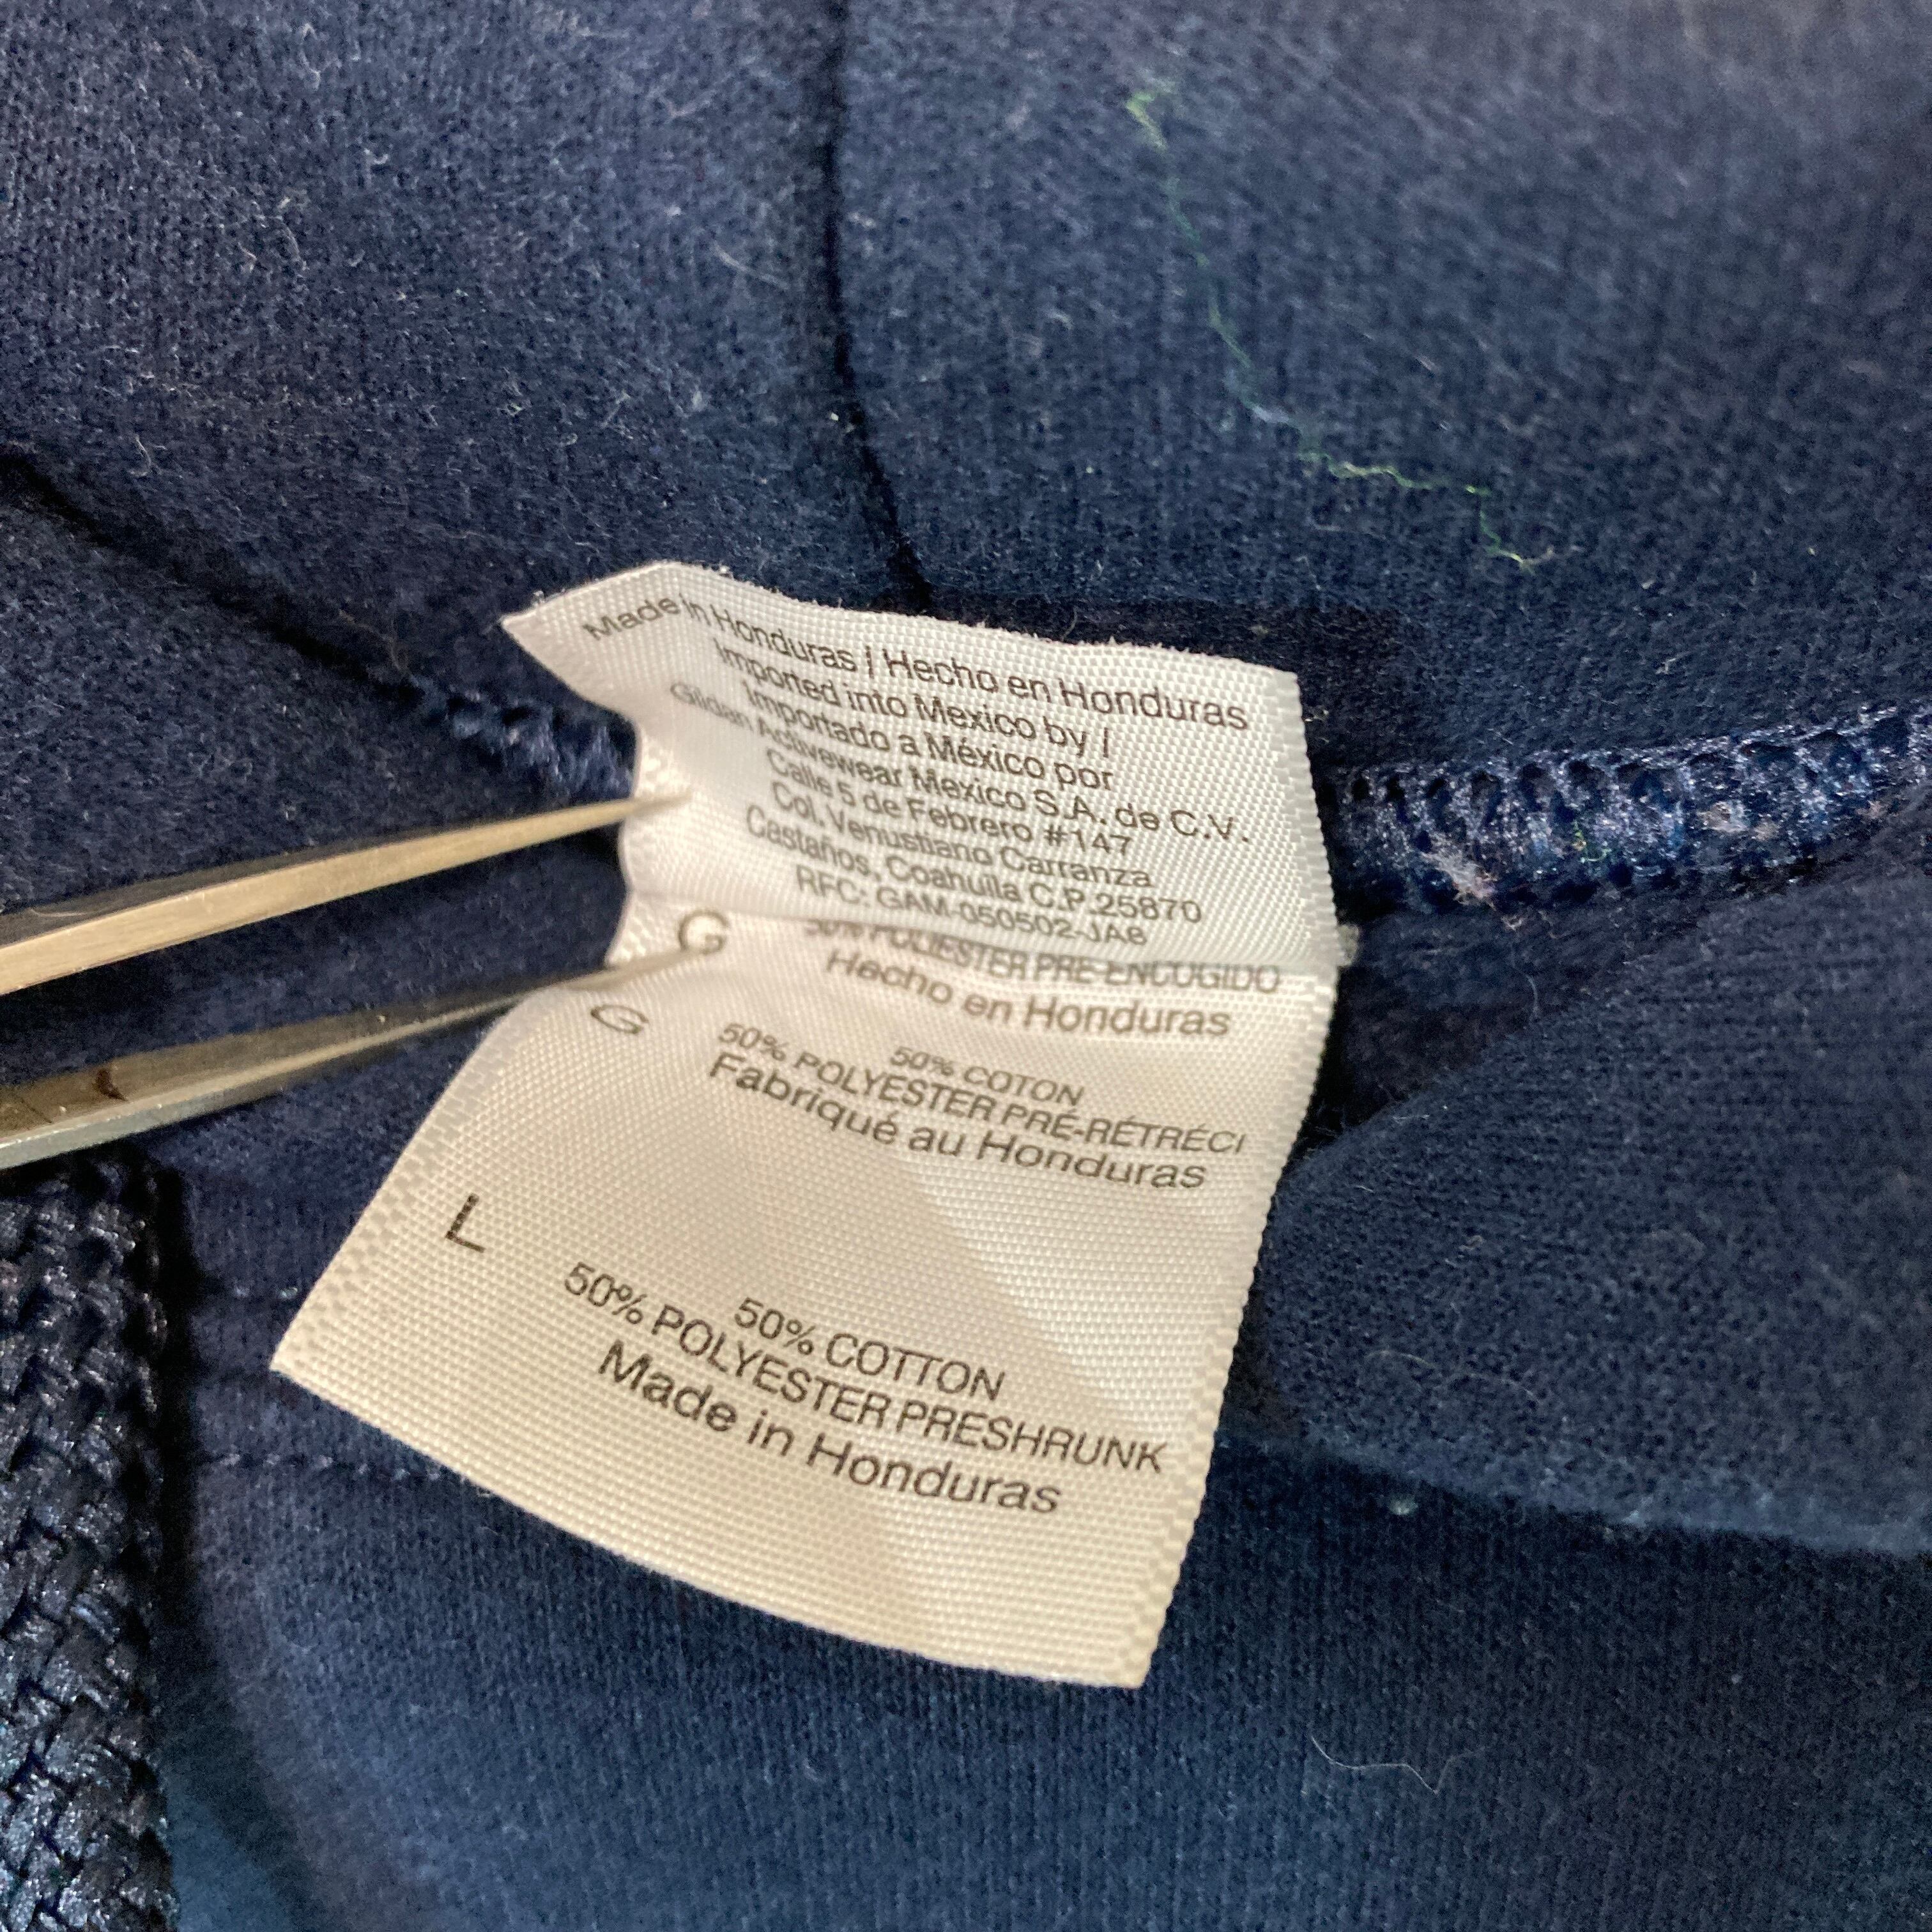 Made in Honduras | Hecho en Honduras
Imported into Mexico by |
Importado a México por
Gildan Activewear Mexico S.A. de C.V.
Calle 5 de Febrero #147
Col. Venustiano Carranza
Castaños, Coahuila C.P. 25870
RFC: GAM-050502-JA6
G
50% POLIESTER PRE-ENCOGIDO
Hecho en Honduras
G
50% COTON
50% POLYESTER PRÉ-RÉTRÉCI
Fabriqué au Honduras
L
50% COTTON
50% POLYESTER PRESHRUNK
Made in Honduras